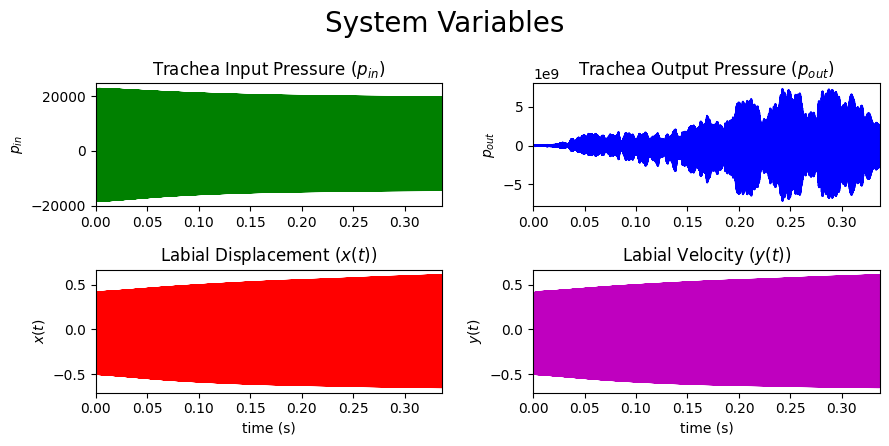 System Variables
Trachea Input Pressure (p_in)
20000
0
−20000
p_in
0.00 0.05 0.10 0.15 0.20 0.25 0.30
Trachea Output Pressure (p_out)
1e9
5
0
−5
p_out
0.00 0.05 0.10 0.15 0.20 0.25 0.30
Labial Displacement (x(t))
0.5
0.0
−0.5
x(t)
0.00 0.05 0.10 0.15 0.20 0.25 0.30
time (s)
Labial Velocity (y(t))
0.5
0.0
−0.5
y(t)
0.00 0.05 0.10 0.15 0.20 0.25 0.30
time (s)